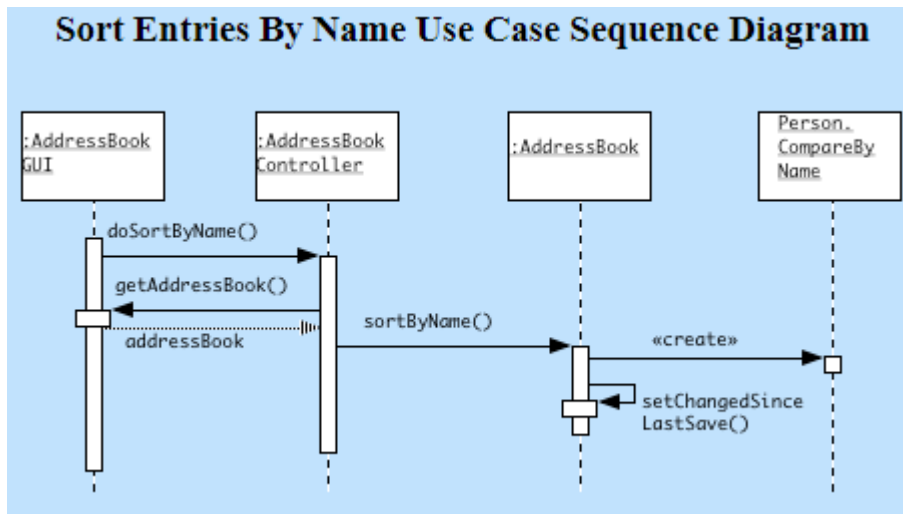 Sort Entries By Name Use Case Sequence Diagram
:AddressBook
GUI
:AddressBook
Controller
:AddressBook
Person.
CompareBy
Name
doSortByName()
getAddressBook()
addressBook
sortByName()
«create»
setChangedSince
LastSave()